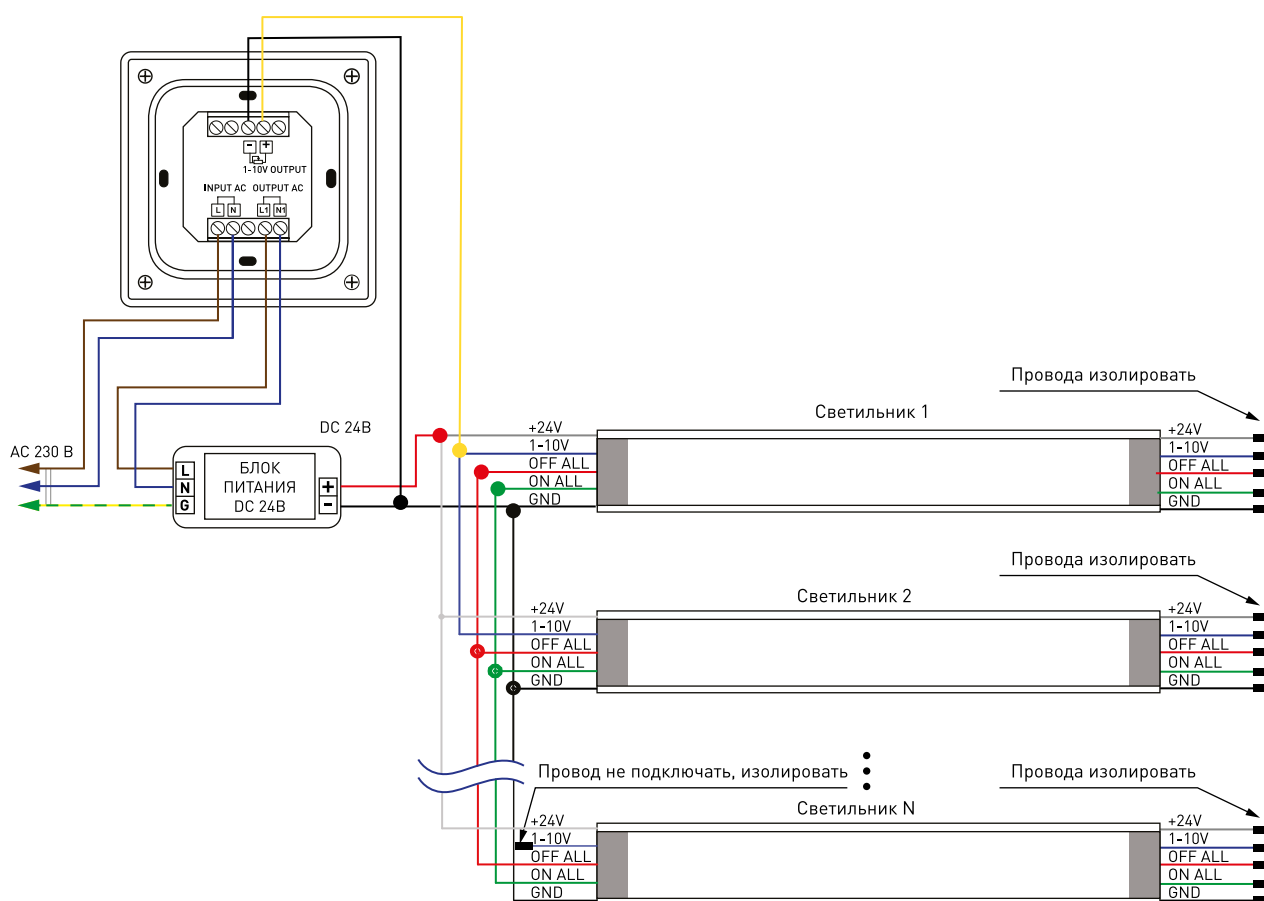 - +
1-10V OUTPUT
INPUT AC OUTPUT AC
L N L1 N1
AC 230 В
DC 24В
L
N
G
БЛОК
ПИТАНИЯ
DC 24В
+
-
Провода изолировать
Светильник 1
+24V
1-10V
OFF ALL
ON ALL
GND
+24V
1-10V
OFF ALL
ON ALL
GND
Провода изолировать
Светильник 2
+24V
1-10V
OFF ALL
ON ALL
GND
+24V
1-10V
OFF ALL
ON ALL
GND
Провод не подключать, изолировать
Провода изолировать
Светильник N
+24V
1-10V
OFF ALL
ON ALL
GND
+24V
1-10V
OFF ALL
ON ALL
GND